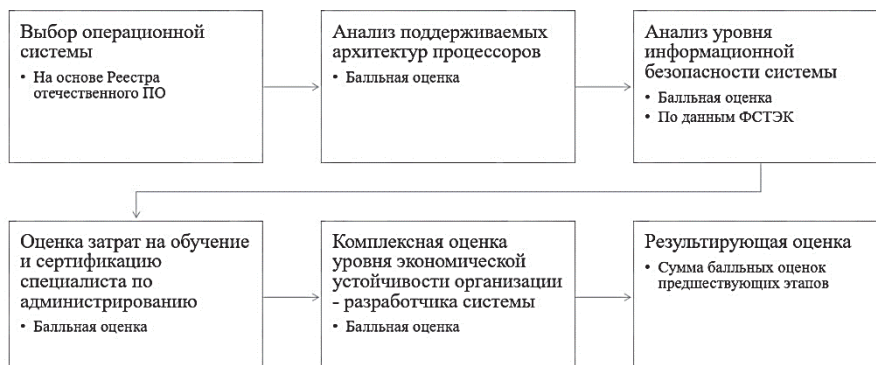 Выбор операционной
системы
• На основе Реестра
отечественного ПО
Анализ поддерживаемых
архитектур процессоров
• Балльная оценка
Анализ уровня
информационной
безопасности системы
• Балльная оценка
• По данным ФСТЭК
Оценка затрат на обучение
и сертификацию
специалиста по
администрированию
• Балльная оценка
Комплексная оценка
уровня экономической
устойчивости организации
- разработчика системы
• Балльная оценка
Результирующая оценка
• Сумма балльных оценок
предшествующих этапов